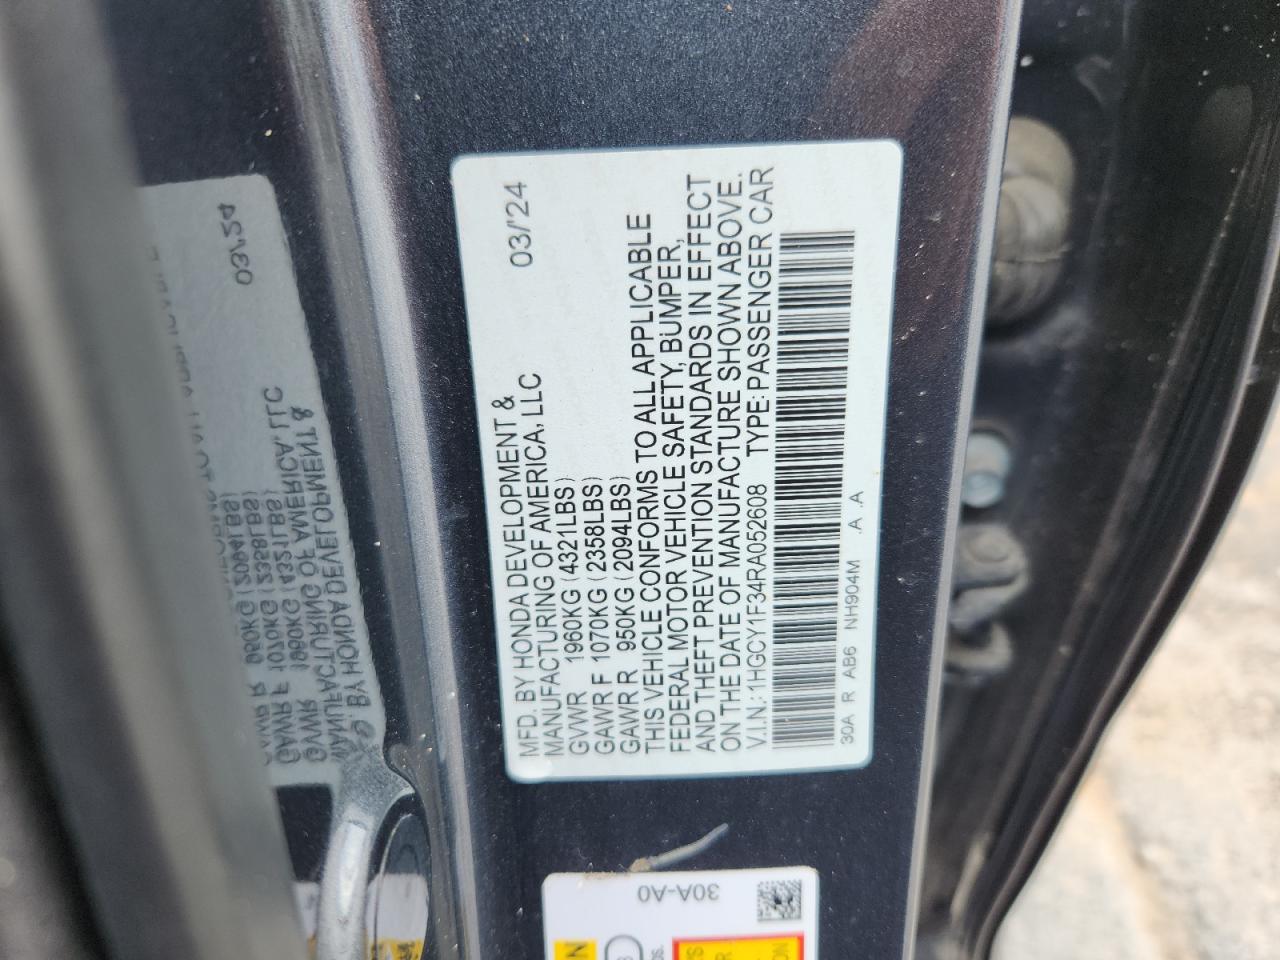 MFD. BY HONDA DEVELOPMENT &
MANUFACTURING OF AMERICA, LLC 03/'24
GVWR 1960KG (4321LBS)
GAWR F 1070KG (2358LBS)
GAWR R 950KG (2094LBS)
THIS VEHICLE CONFORMS TO ALL APPLICABLE
FEDERAL MOTOR VEHICLE SAFETY, BUMPER,
AND THEFT PREVENTION STANDARDS IN EFFECT
ON THE DATE OF MANUFACTURE SHOWN ABOVE.
V.I.N.: 1HGCY1F34RA052608 TYPE: PASSENGER CAR
30A R AB6 NH904M .A .A
30A-A0